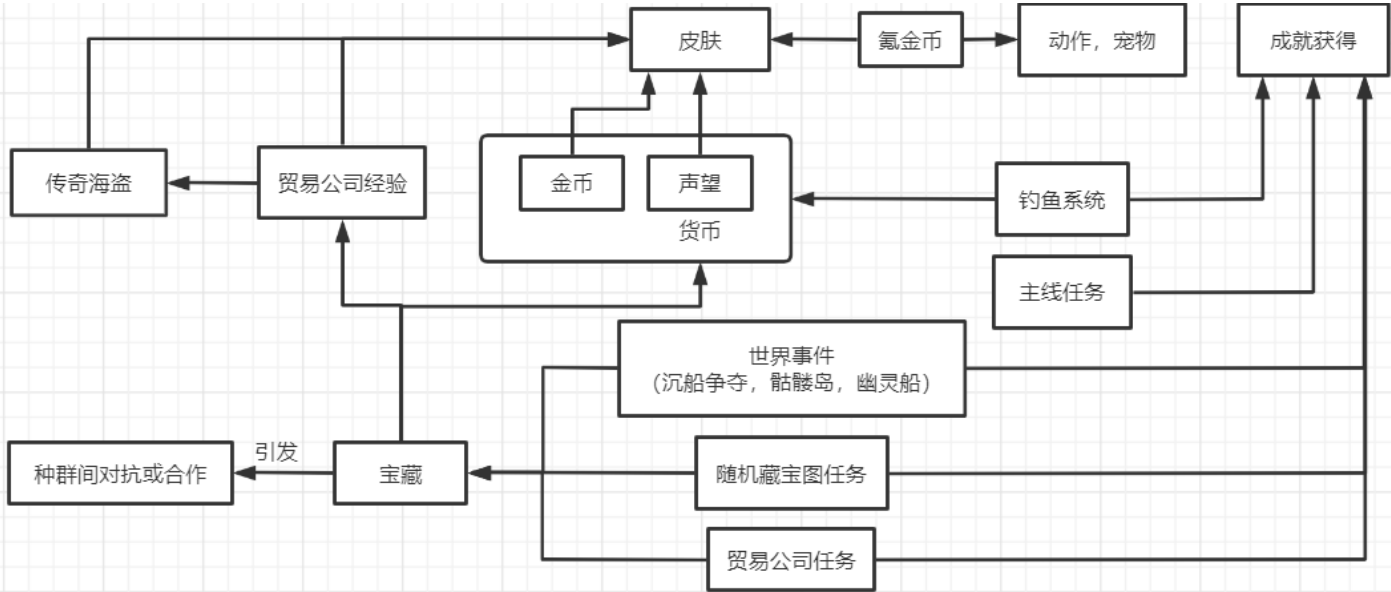 皮肤
氪金币
动作，宠物
成就获得
传奇海盗
贸易公司经验
金币
声望
货币
钓鱼系统
主线任务
世界事件
（沉船争夺，骷髅岛，幽灵船）
引发
种群间对抗或合作
宝藏
随机藏宝图任务
贸易公司任务